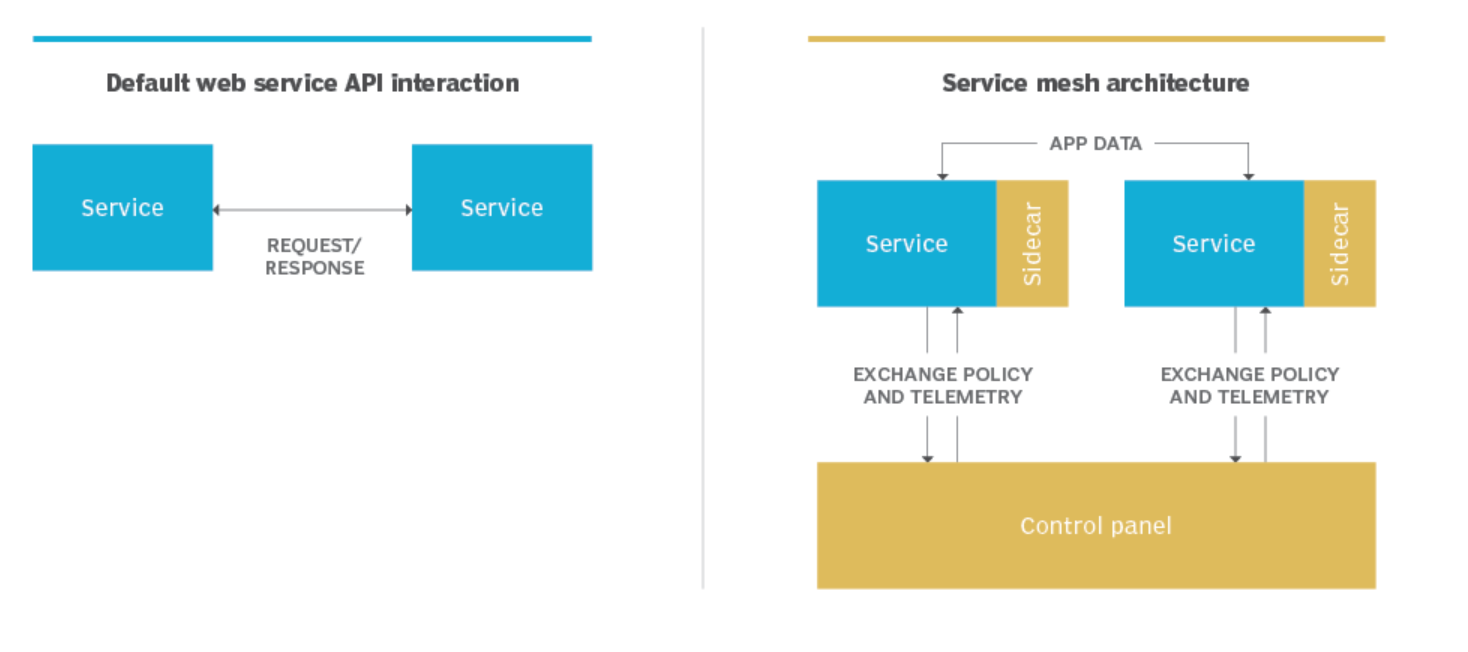 Default web service API interaction
Service
Service
REQUEST/
RESPONSE
Service mesh architecture
APP DATA
Service
Sidecar
Service
Sidecar
EXCHANGE POLICY
AND TELEMETRY
EXCHANGE POLICY
AND TELEMETRY
Control panel